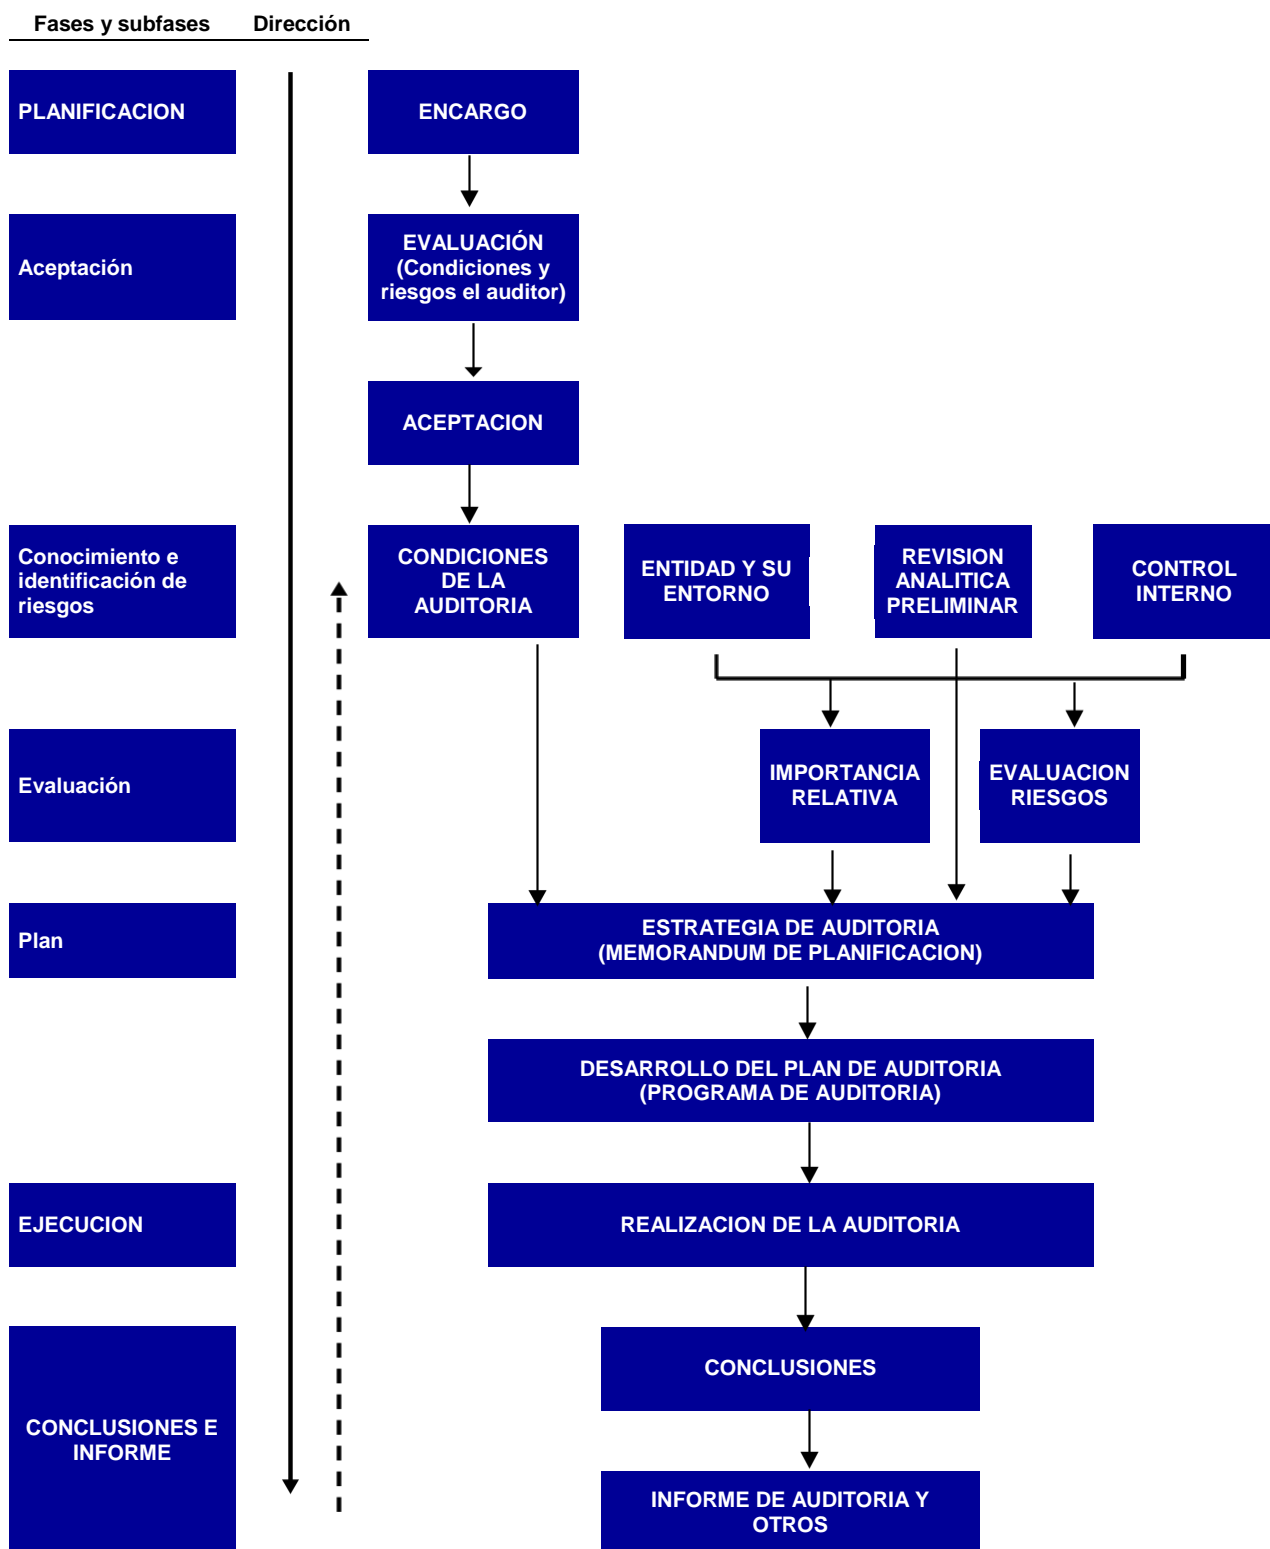 Fases y subfases Dirección
PLANIFICACION
ENCARGO
Aceptación
EVALUACIÓN
(Condiciones y
riesgos el auditor)
ACEPTACION
Conocimiento e
identificación de
riesgos
CONDICIONES
DE LA
AUDITORIA
ENTIDAD Y SU
ENTORNO
REVISION
ANALITICA
PRELIMINAR
CONTROL
INTERNO
Evaluación
IMPORTANCIA
RELATIVA
EVALUACION
RIESGOS
Plan
ESTRATEGIA DE AUDITORIA
(MEMORANDUM DE PLANIFICACION)
DESARROLLO DEL PLAN DE AUDITORIA
(PROGRAMA DE AUDITORIA)
EJECUCION
REALIZACION DE LA AUDITORIA
CONCLUSIONES E
INFORME
CONCLUSIONES
INFORME DE AUDITORIA Y
OTROS